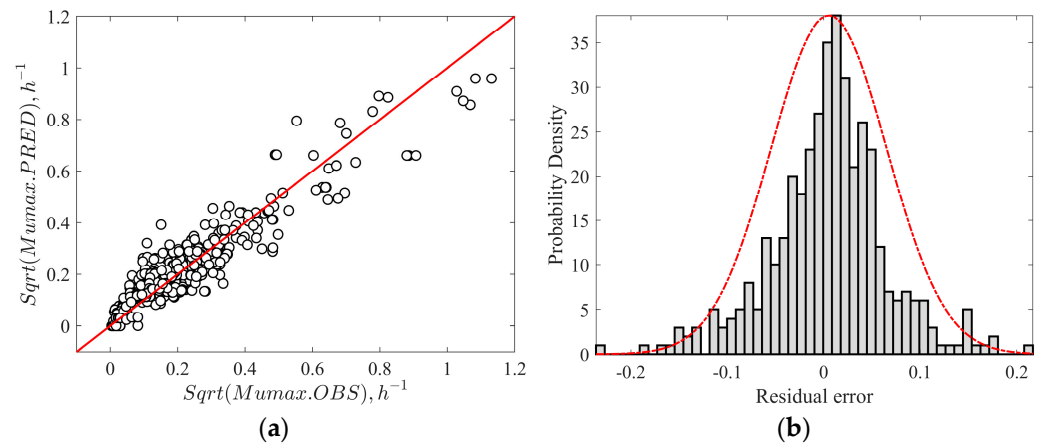 1.2
1
0.8
0.6
0.4
0.2
0
Sqrt(Mumax.PRED), h⁻¹
0 0.2 0.4 0.6 0.8 1 1.2
Sqrt(Mumax.OBS), h⁻¹
(a)
35
30
25
20
15
10
5
0
Probability Density
-0.2 -0.1 0 0.1 0.2
Residual error
(b)